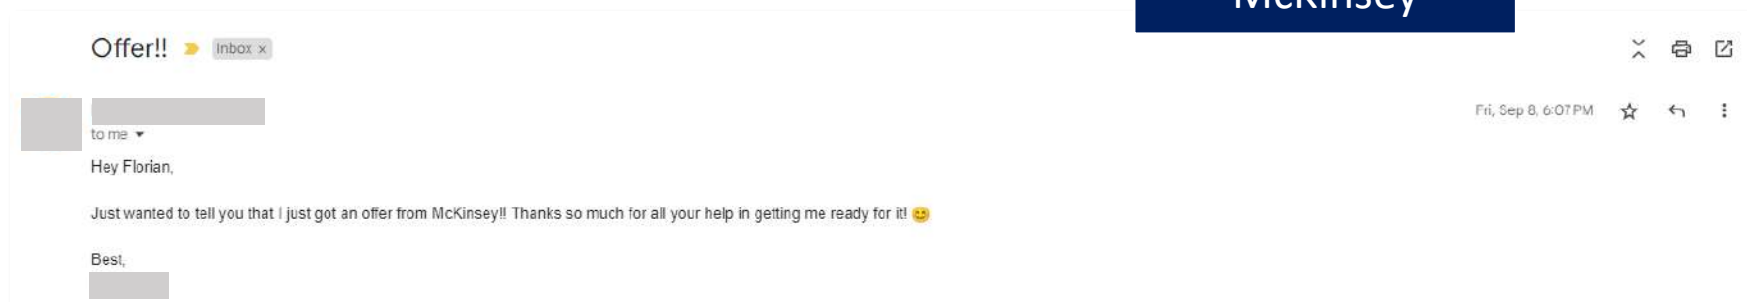 McKinsey
Offer!! Inbox x
Fri, Sep 8, 6:07 PM
to me
Hey Florian,
Just wanted to tell you that I just got an offer from McKinsey!! Thanks so much for all your help in getting me ready for it! 😊
Best,